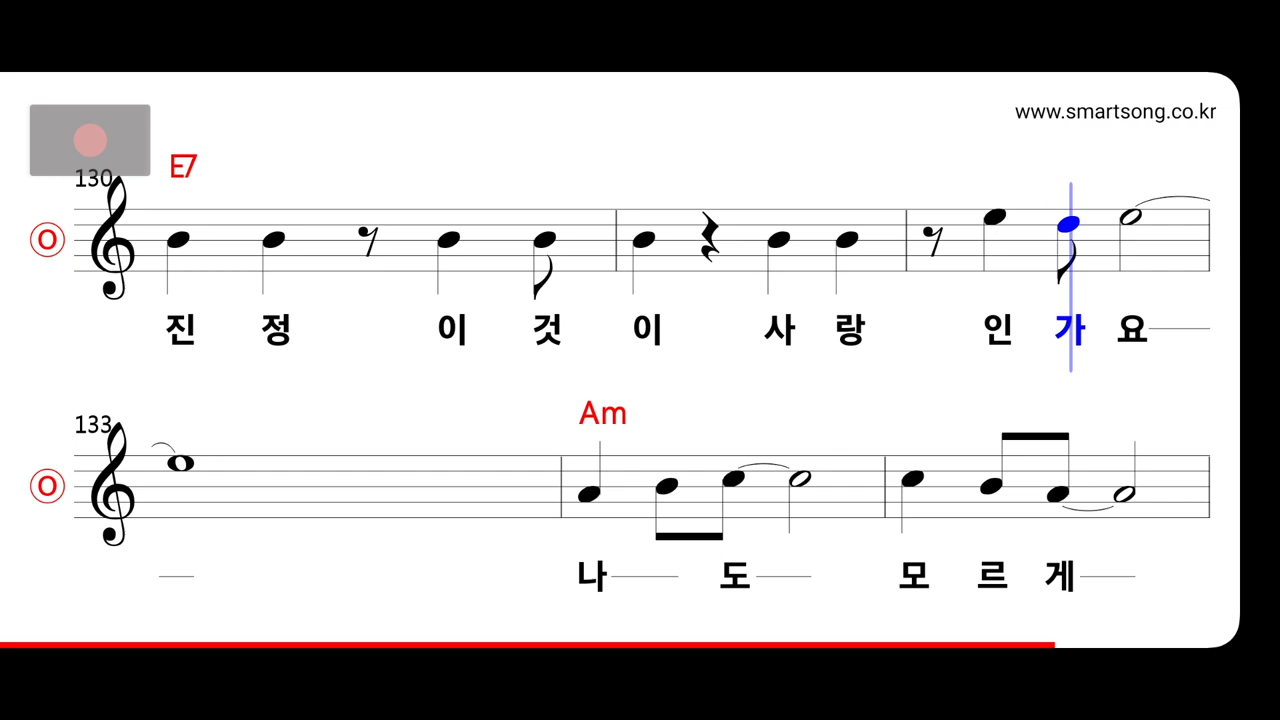 www.smartsong.co.kr
E7
130
O
진 정 이 것 이 사 랑 인 가 요
Am
133
O
나 도 모 르 게